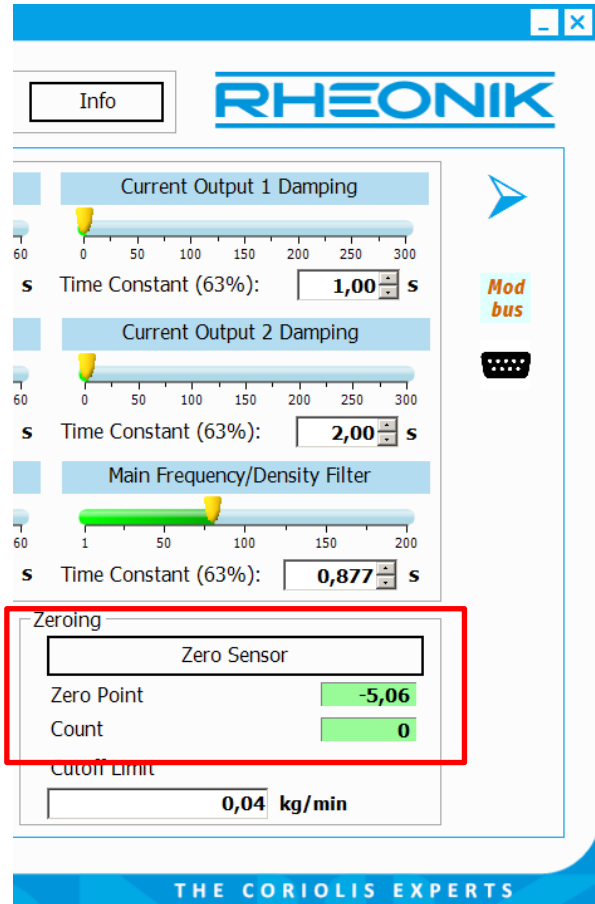 Info
RHEONIK
Current Output 1 Damping
60 0 50 100 150 200 250 300
s Time Constant (63%): 1,00 s
Mod
bus
Current Output 2 Damping
60 0 50 100 150 200 250 300
s Time Constant (63%): 2,00 s
Main Frequency/Density Filter
60 1 50 100 150 200
s Time Constant (63%): 0,877 s
Zeroing
Zero Sensor
Zero Point -5,06
Count 0
Cutoff Limit
0,04 kg/min
THE CORIOLIS EXPERTS